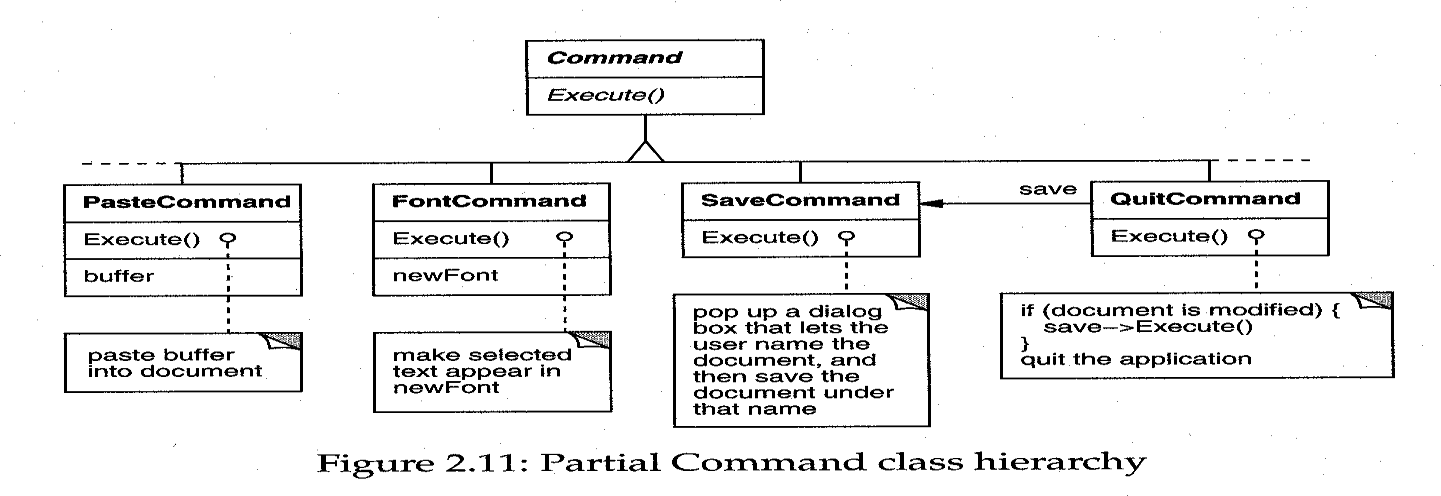 Command
Execute()
PasteCommand
Execute()
buffer
paste buffer
into document
FontCommand
Execute()
newFont
make selected
text appear in
newFont
SaveCommand
Execute()
pop up a dialog
box that lets the
user name the
document, and
then save the
document under
that name
save
QuitCommand
Execute()
if (document is modified) {
save–>Execute()
}
quit the application
Figure 2.11: Partial Command class hierarchy